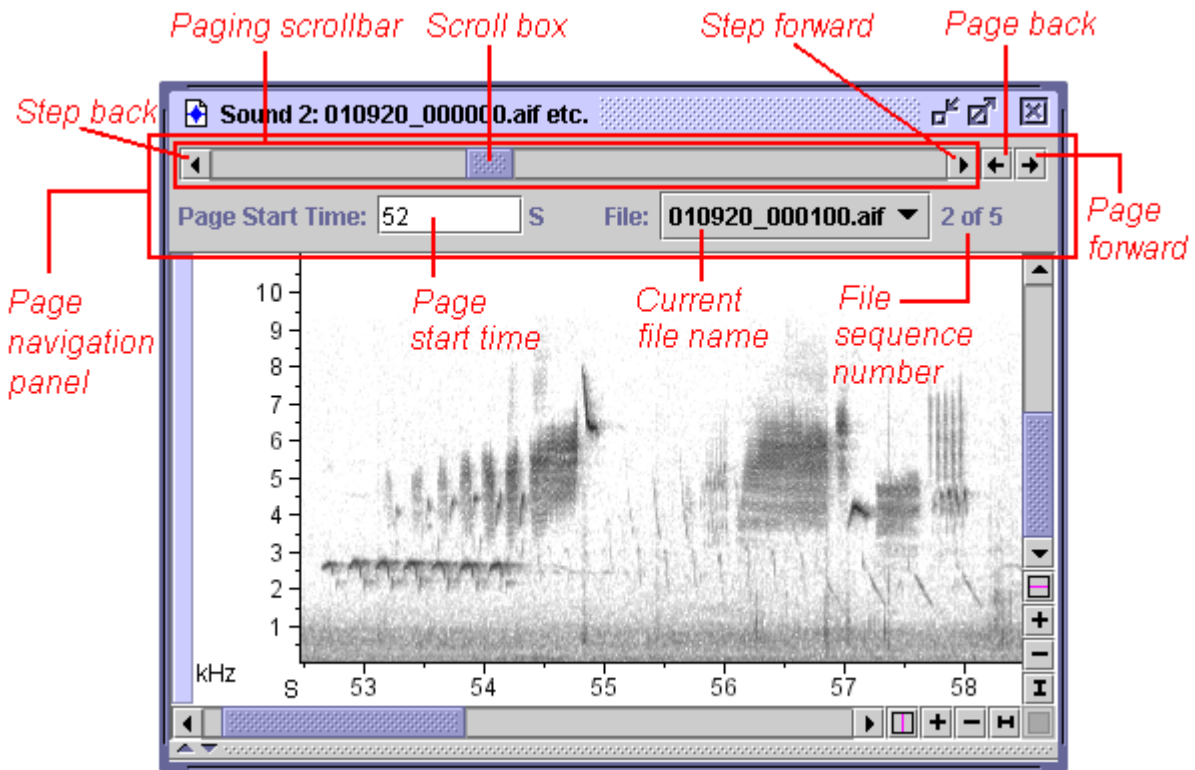 Paging scrollbar
Scroll box
Step forward
Page back
Step back
Sound 2: 010920_000000.aif etc.
Page Start Time: 52 S File: 010920_000100.aif 2 of 5
Page
forward
Page
navigation
panel
Page
start time
Current
file name
File
sequence
number
10
9
8
7
6
5
4
3
2
1
kHz
S 53 54 55 56 57 58